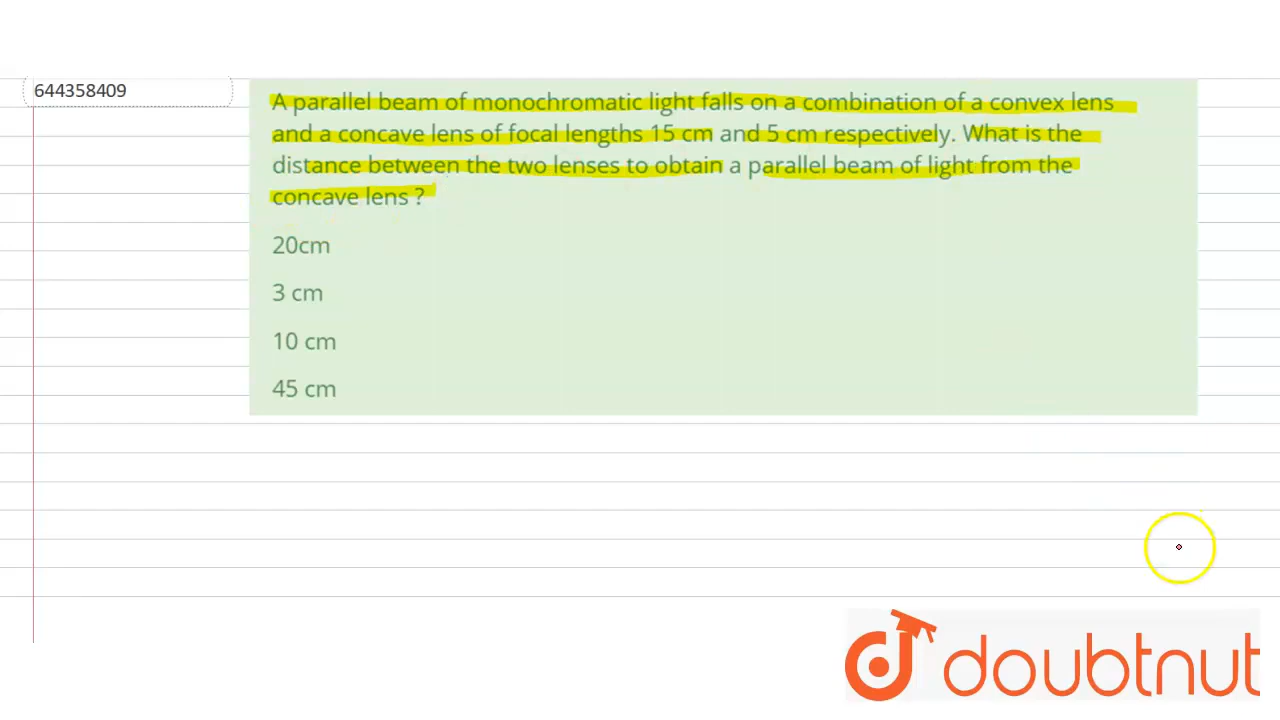 644358409
A parallel beam of monochromatic light falls on a combination of a convex lens
and a concave lens of focal lengths 15 cm and 5 cm respectively. What is the
distance between the two lenses to obtain a parallel beam of light from the
concave lens ?
20cm
3 cm
10 cm
45 cm
doubtnut